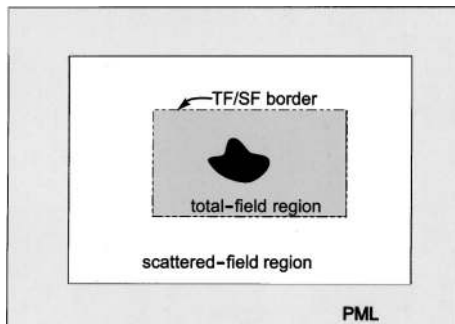 TF/SF border
total-field region
scattered-field region
PML